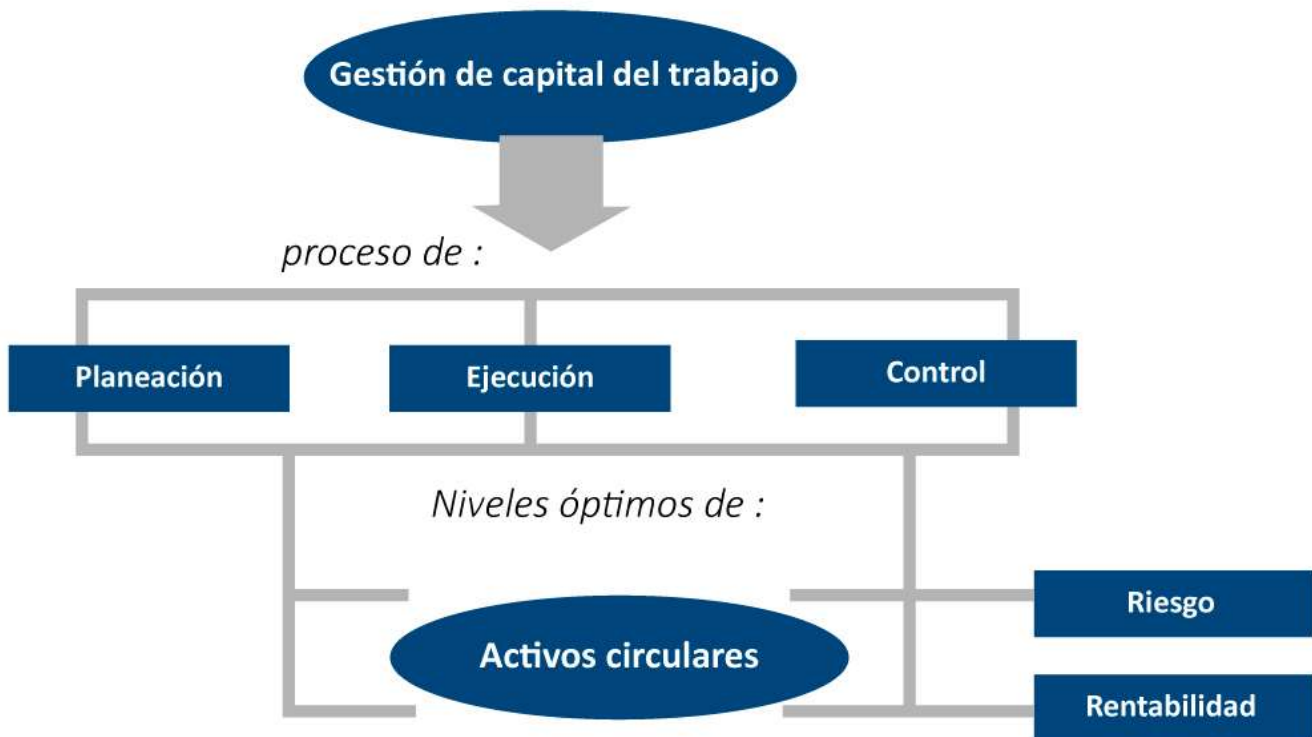 Gestión de capital del trabajo
proceso de :
Planeación
Ejecución
Control
Niveles óptimos de :
Activos circulares
Riesgo
Rentabilidad